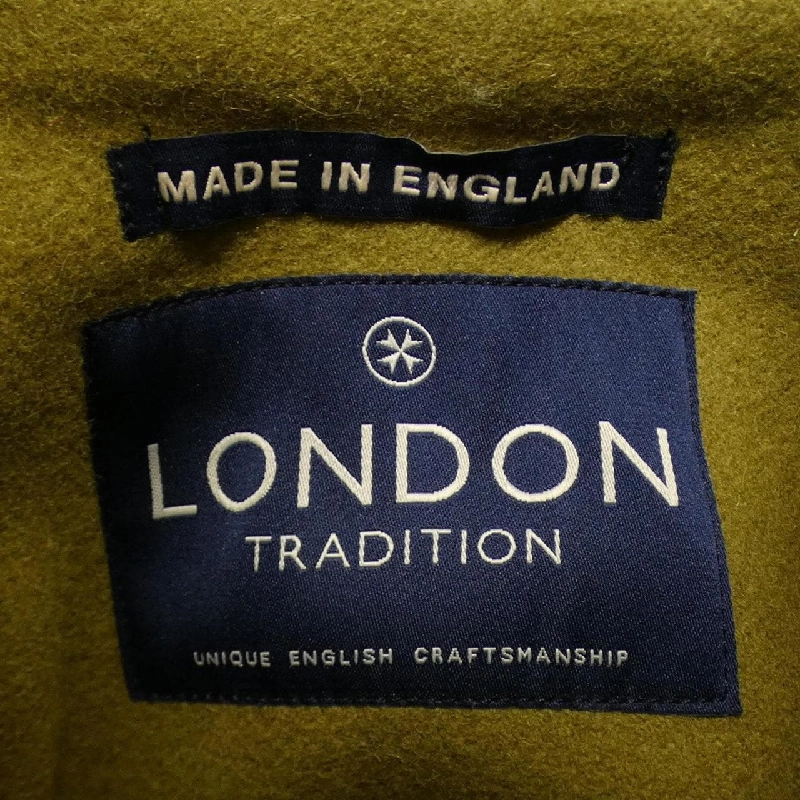 MADE IN ENGLAND
LONDON
TRADITION
UNIQUE ENGLISH CRAFTSMANSHIP